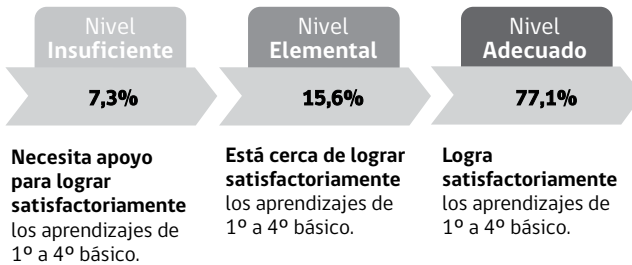 Nivel
Insuficiente
7,3%
Necesita apoyo
para lograr
satisfactoriamente
los aprendizajes de
1º a 4º básico.
Nivel
Elemental
15,6%
Está cerca de lograr
satisfactoriamente
los aprendizajes de
1º a 4º básico.
Nivel
Adecuado
77,1%
Logra
satisfactoriamente
los aprendizajes de
1º a 4º básico.